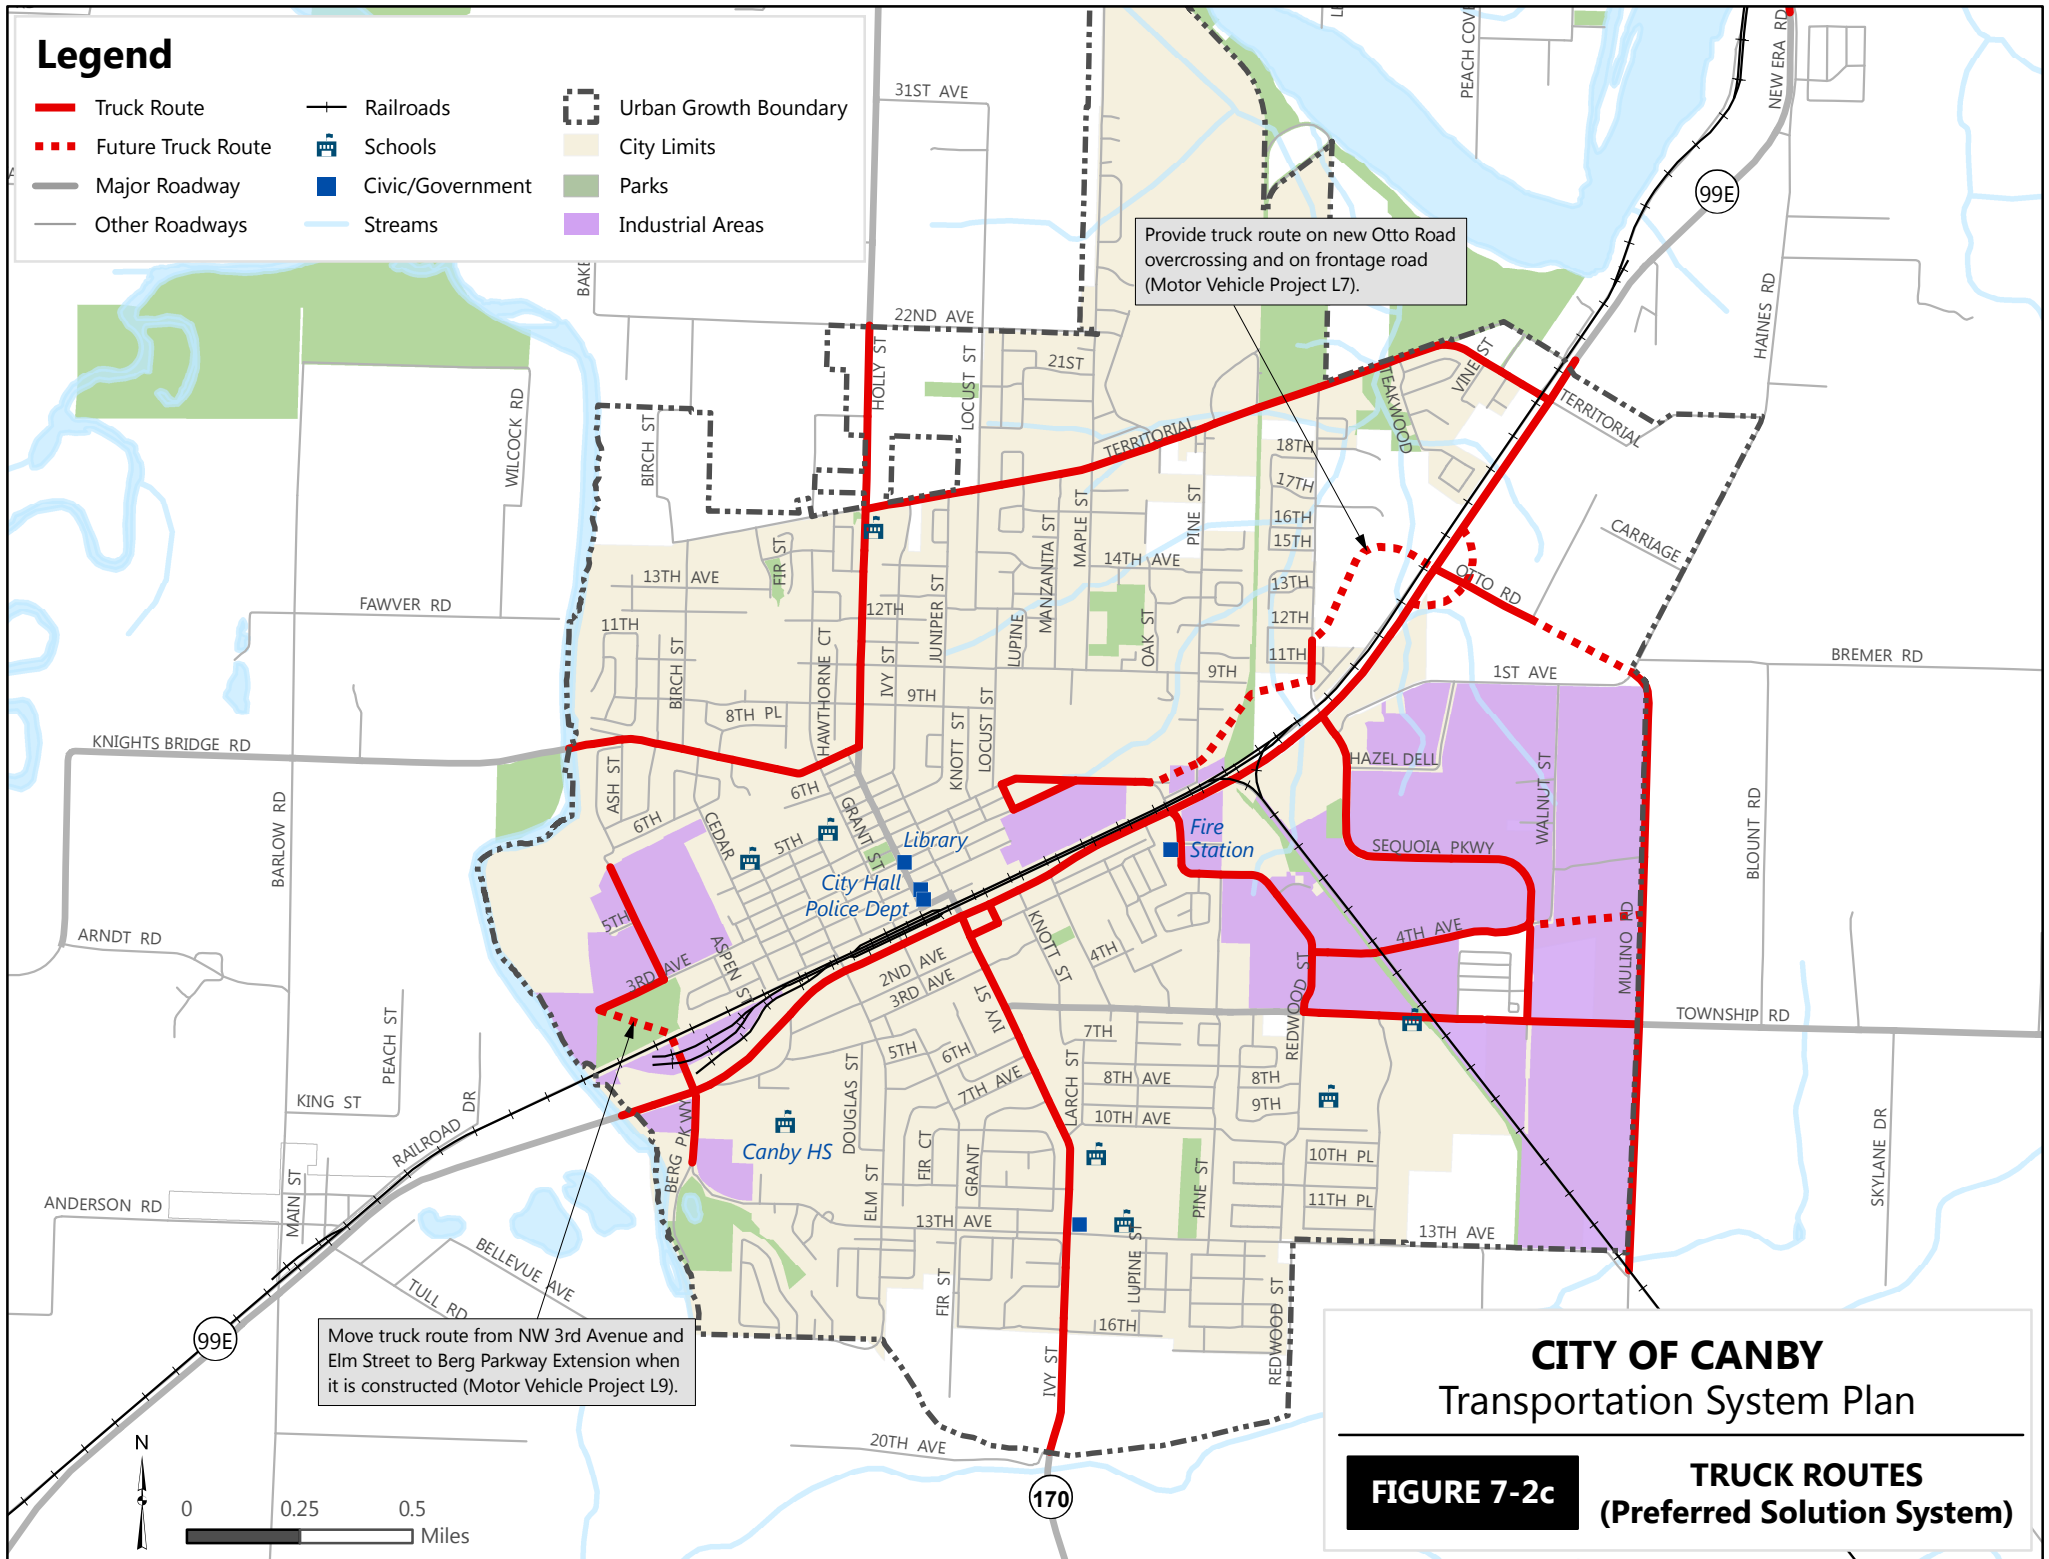 Legend
Truck Route
Future Truck Route
Major Roadway
Other Roadways
Railroads
Schools
Civic/Government
Streams
Urban Growth Boundary
City Limits
Parks
Industrial Areas
31ST AVE
PEACH COV
NEW ERA RD
99E
Provide truck route on new Otto Road
overcrossing and on frontage road
(Motor Vehicle Project L7).
BAKE
22ND AVE
HAINES RD
HOLLY ST
LOCUST ST
21ST
VINE ST
TEAKWOOD
TERRITORIAL
TERRITORIAL
WILCOCK RD
BIRCH ST
18TH
17TH
16TH
15TH
13TH
12TH
11TH
PINE ST
MAPLE ST
MANZANITA ST
14TH AVE
CARRIAGE
OTTO RD
FIR ST
13TH AVE
FAWVER RD
11TH
12TH
JUNIPER ST
LUPINE
OAK ST
BIRCH ST
HAWTHORNE CT
IVY ST
9TH
9TH
1ST AVE
BREMER RD
8TH PL
KNOTT ST
LOCUST ST
KNIGHTS BRIDGE RD
HAZEL DELL
WALNUT ST
ASH ST
6TH
6TH
CEDAR
5TH
GRANT ST
BARLOW RD
BLOUNT RD
Library
Fire
Station
SEQUOIA PKWY
City Hall
Police Dept
5TH
ARNDT RD
3RD AVE
ASPEN ST
2ND AVE
3RD AVE
KNOTT ST
4TH
4TH AVE
MULINO RD
REDWOOD ST
IVY ST
TOWNSHIP RD
PEACH ST
7TH
5TH
6TH
7TH AVE
LARCH ST
8TH AVE
10TH AVE
8TH
9TH
DOUGLAS ST
KING ST
RAILROAD DR
BERG PKWY
Canby HS
10TH PL
11TH PL
SKYLANE DR
ANDERSON RD
MAIN ST
BERG PKWY
ELM ST
FIR CT
GRANT
PINE ST
13TH AVE
13TH AVE
BELLEVUE AVE
TULL RD
FIR ST
LUPINE ST
REDWOOD ST
16TH
99E
Move truck route from NW 3rd Avenue and
Elm Street to Berg Parkway Extension when
it is constructed (Motor Vehicle Project L9).
IVY ST
20TH AVE
170
N
0 0.25 0.5
Miles
CITY OF CANBY
Transportation System Plan
FIGURE 7-2c
TRUCK ROUTES
(Preferred Solution System)